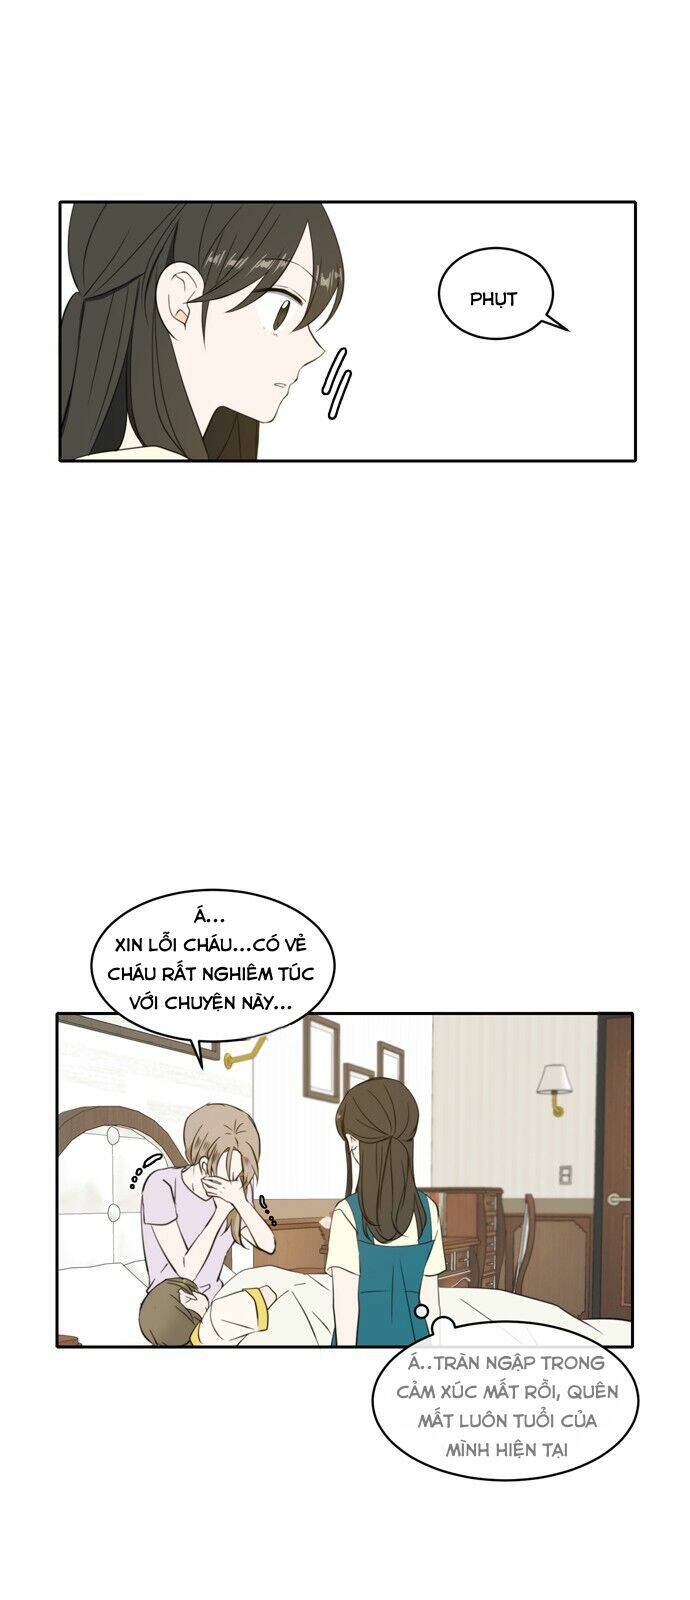 PHỤT
Á...
XIN LỖI CHÁU...CÓ VẺ
CHÁU RẤT NGHIÊM TÚC
VỚI CHUYỆN NÀY...
Á..TRÀN NGẬP TRONG
CẢM XÚC MẤT RỒI, QUÊN
MẤT LUÔN TUỔI CỦA
MÌNH HIỆN TẠI